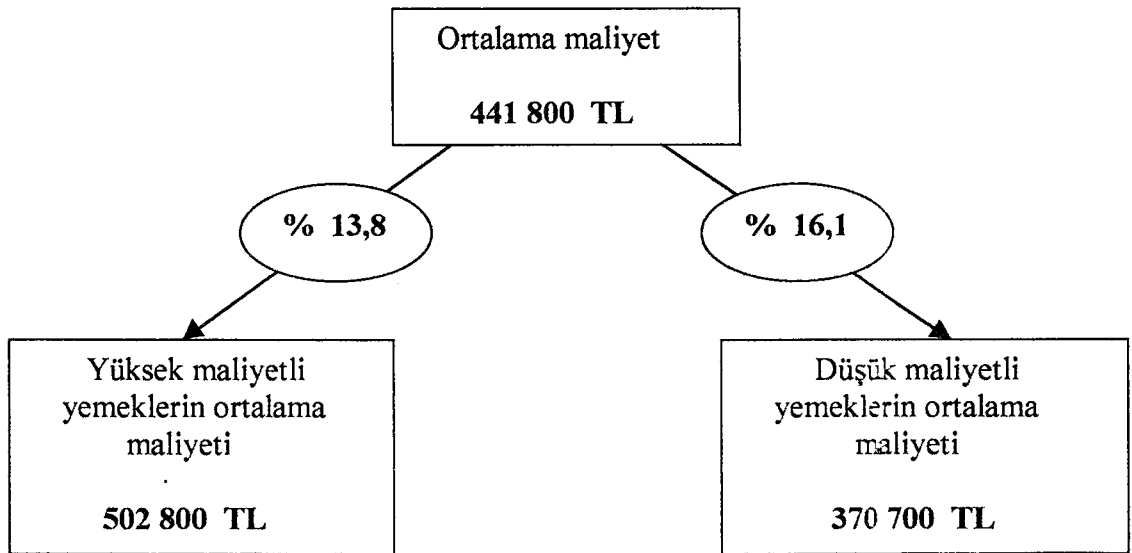 Ortalama maliyet
441 800 TL
% 13,8
% 16,1
Yüksek maliyetli
yemeklerin ortalama
maliyeti
502 800 TL
Düşük maliyetli
yemeklerin ortalama
maliyeti
370 700 TL